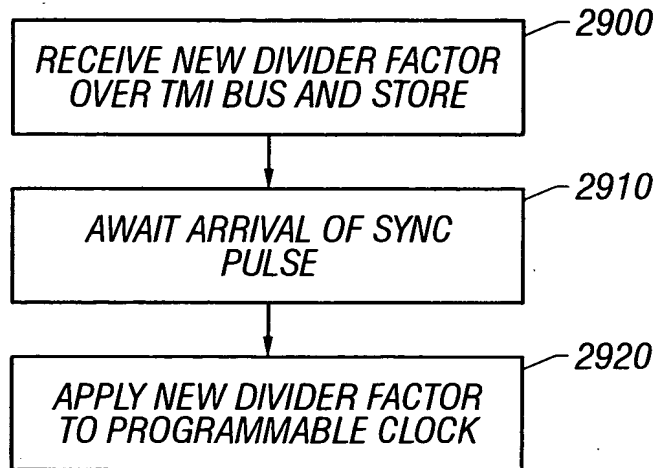 2900
RECEIVE NEW DIVIDER FACTOR
OVER TMI BUS AND STORE
2910
AWAIT ARRIVAL OF SYNC
PULSE
2920
APPLY NEW DIVIDER FACTOR
TO PROGRAMMABLE CLOCK